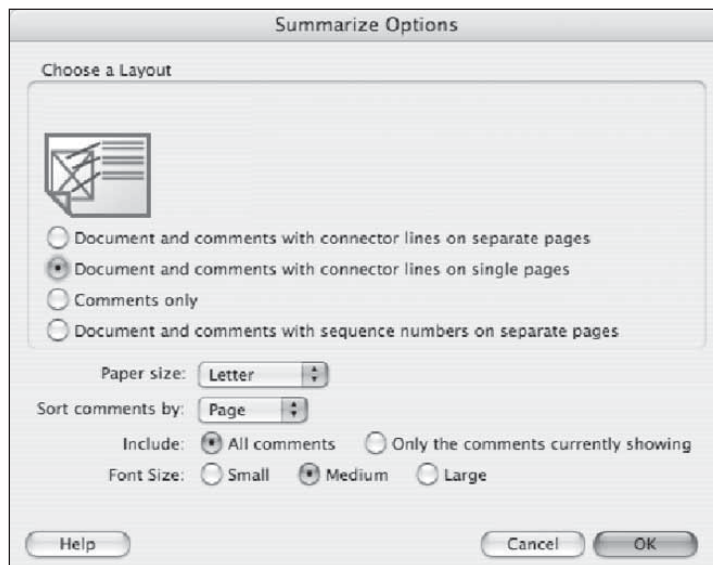 Summarize Options
Choose a Layout
Document and comments with connector lines on separate pages
Document and comments with connector lines on single pages
Comments only
Document and comments with sequence numbers on separate pages
Paper size: Letter
Sort comments by: Page
Include: All comments Only the comments currently showing
Font Size: Small Medium Large
Help Cancel OK